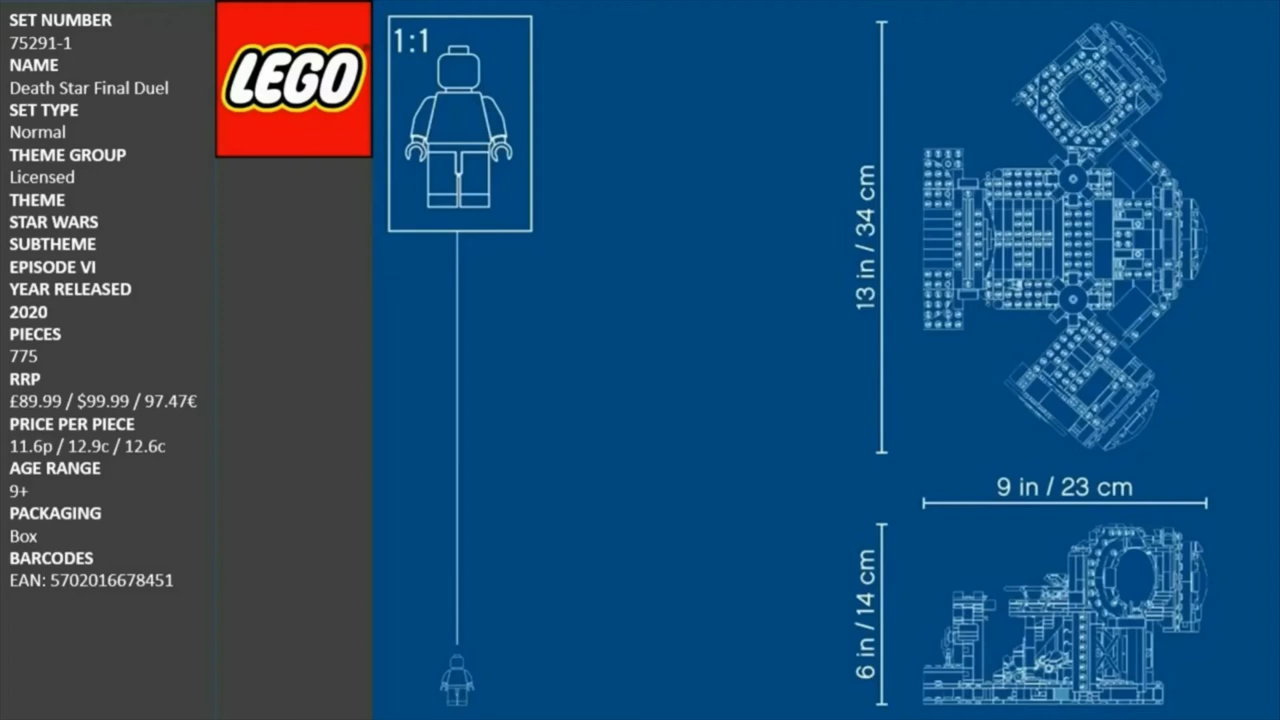 SET NUMBER
75291-1
NAME
Death Star Final Duel
SET TYPE
Normal
THEME GROUP
Licensed
THEME
STAR WARS
SUBTHEME
EPISODE VI
YEAR RELEASED
2020
PIECES
775
RRP
£89.99 / $99.99 / 97.47€
PRICE PER PIECE
11.6p / 12.9c / 12.6c
AGE RANGE
9+
PACKAGING
Box
BARCODES
EAN: 5702016678451
LEGO
1:1
13 in / 34 cm
9 in / 23 cm
6 in / 14 cm